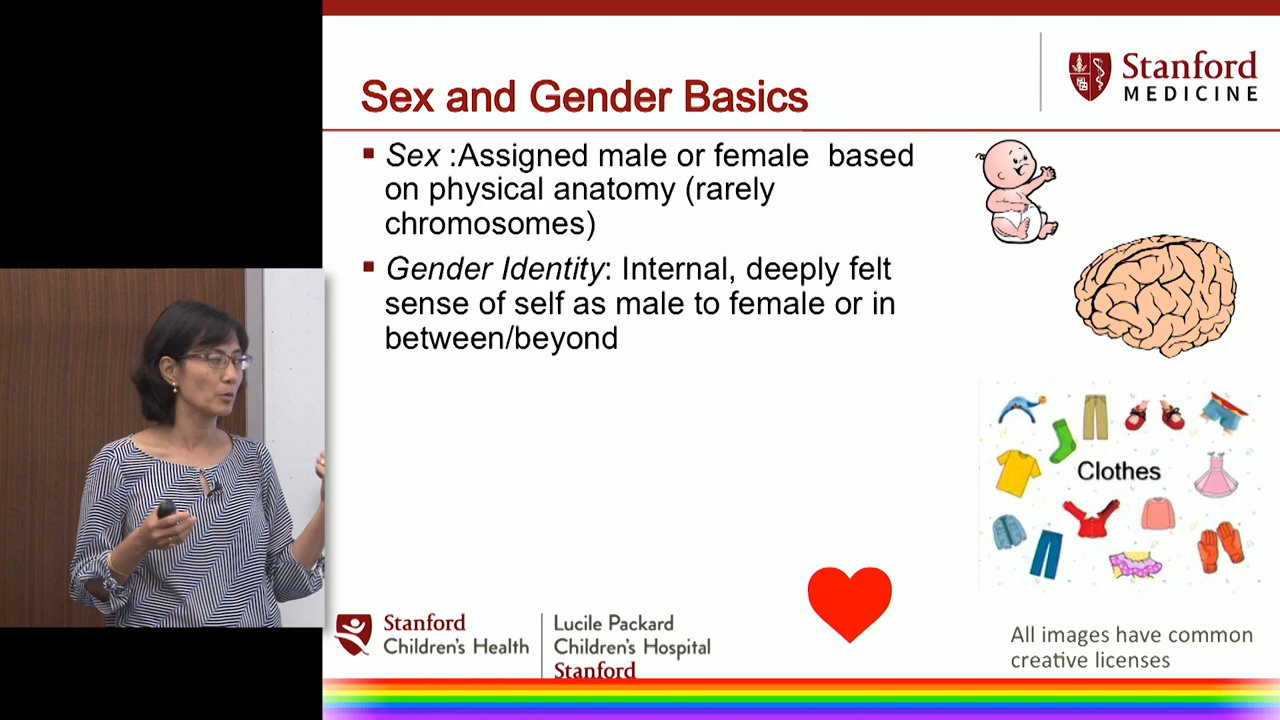 Sex and Gender Basics
Stanford
MEDICINE
Sex :Assigned male or female based
on physical anatomy (rarely
chromosomes)
Gender Identity: Internal, deeply felt
sense of self as male to female or in
between/beyond
Clothes
Stanford
Children's Health
Lucile Packard
Children's Hospital
Stanford
All images have common
creative licenses